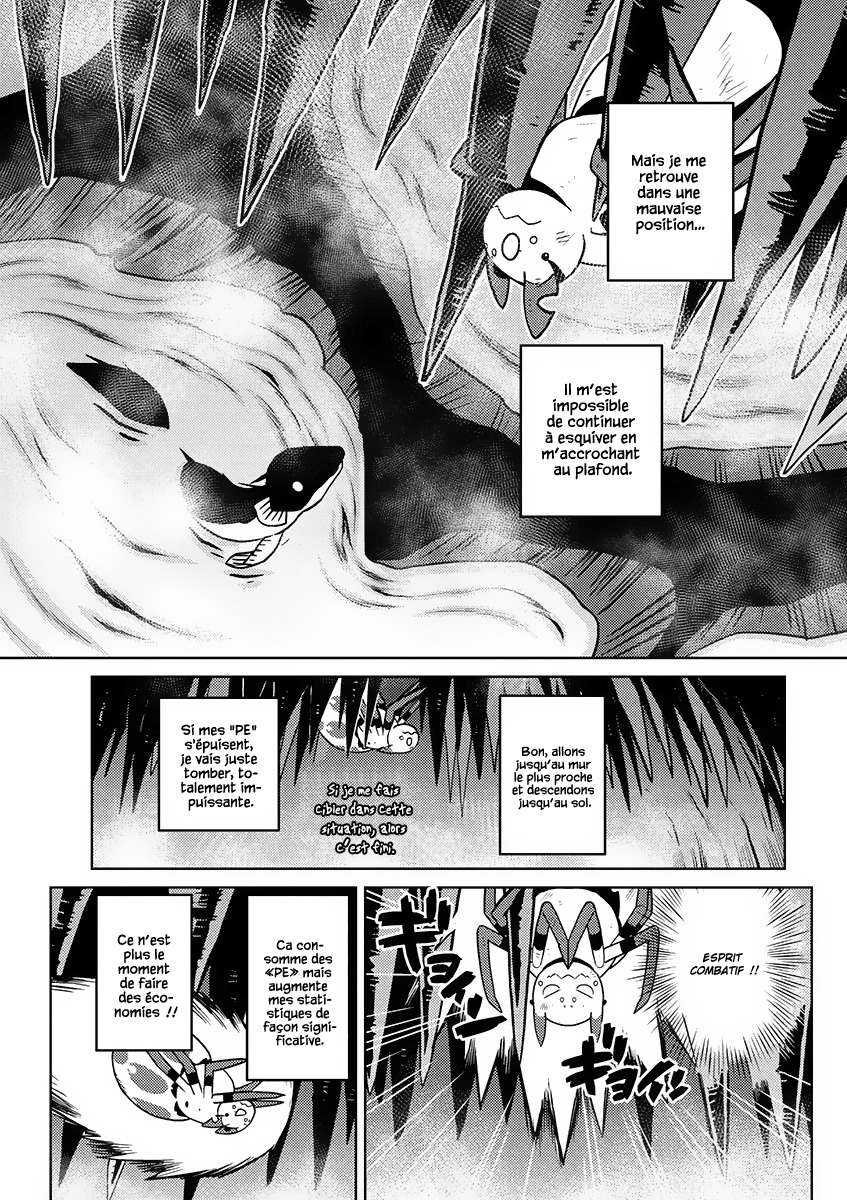 Mais je me
retrouve
dans une
mauvaise
position...
Il m'est
impossible
de continuer
à esquiver en
m'accrochant
au plafond.
Bon, allons
jusqu'au mur
le plus proche
et descendons
jusqu'au sol.
Si mes "PE"
s'épuisent,
je vais juste
tomber, to-
talement im-
puissante.
Si je me fais
cibler dans cette
situation, alors
c'est fini.
ESPRIT
COMBATIF !!
ギョイン
ギョイン
Ca con-
somme des
«PE» mais
augmente
mes stati-
stiques de
façon signi-
ficative.
Ce n'est
plus le
moment
de faire
des éco-
nomies !!